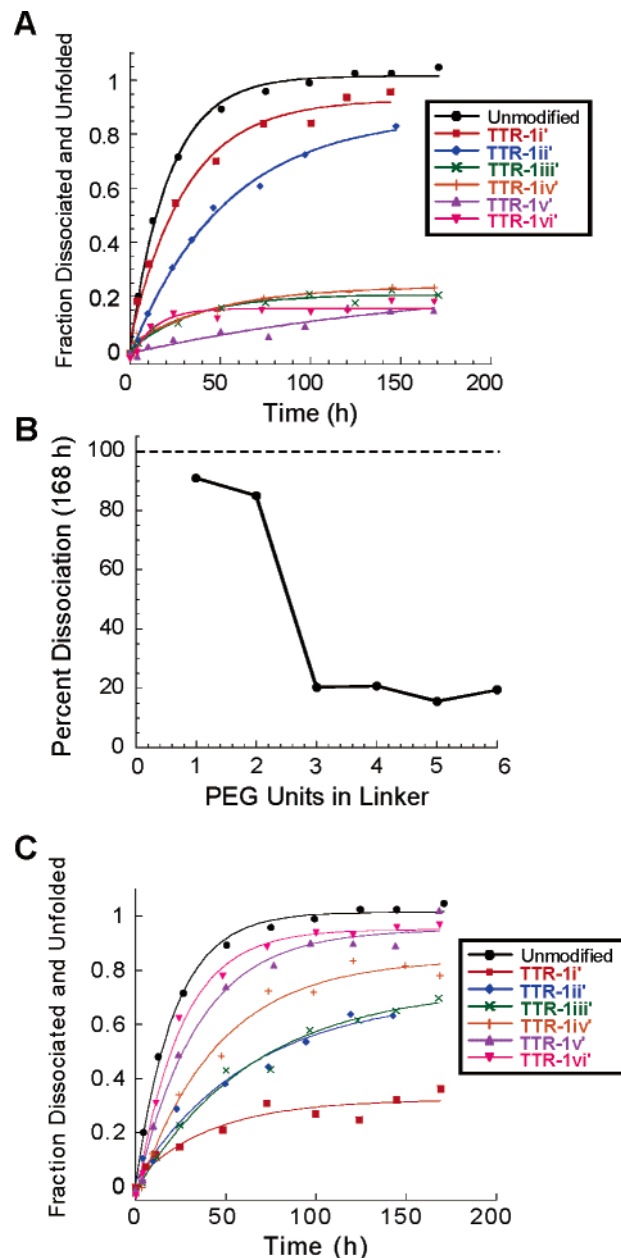 A
Fraction Dissociated and Unfolded
1
0.8
0.6
0.4
0.2
0
0 50 100 150 200
Time (h)
Unmodified
TTR-1i'
TTR-1ii'
TTR-1iii'
TTR-1iv'
TTR-1v'
TTR-1vi'
B
Percent Dissociation (168 h)
100
80
60
40
20
0
0 1 2 3 4 5 6
PEG Units in Linker
C
Fraction Dissociated and Unfolded
1
0.8
0.6
0.4
0.2
0
0 50 100 150 200
Time (h)
Unmodified
TTR-1i'
TTR-1ii'
TTR-1iii'
TTR-1iv'
TTR-1v'
TTR-1vi'